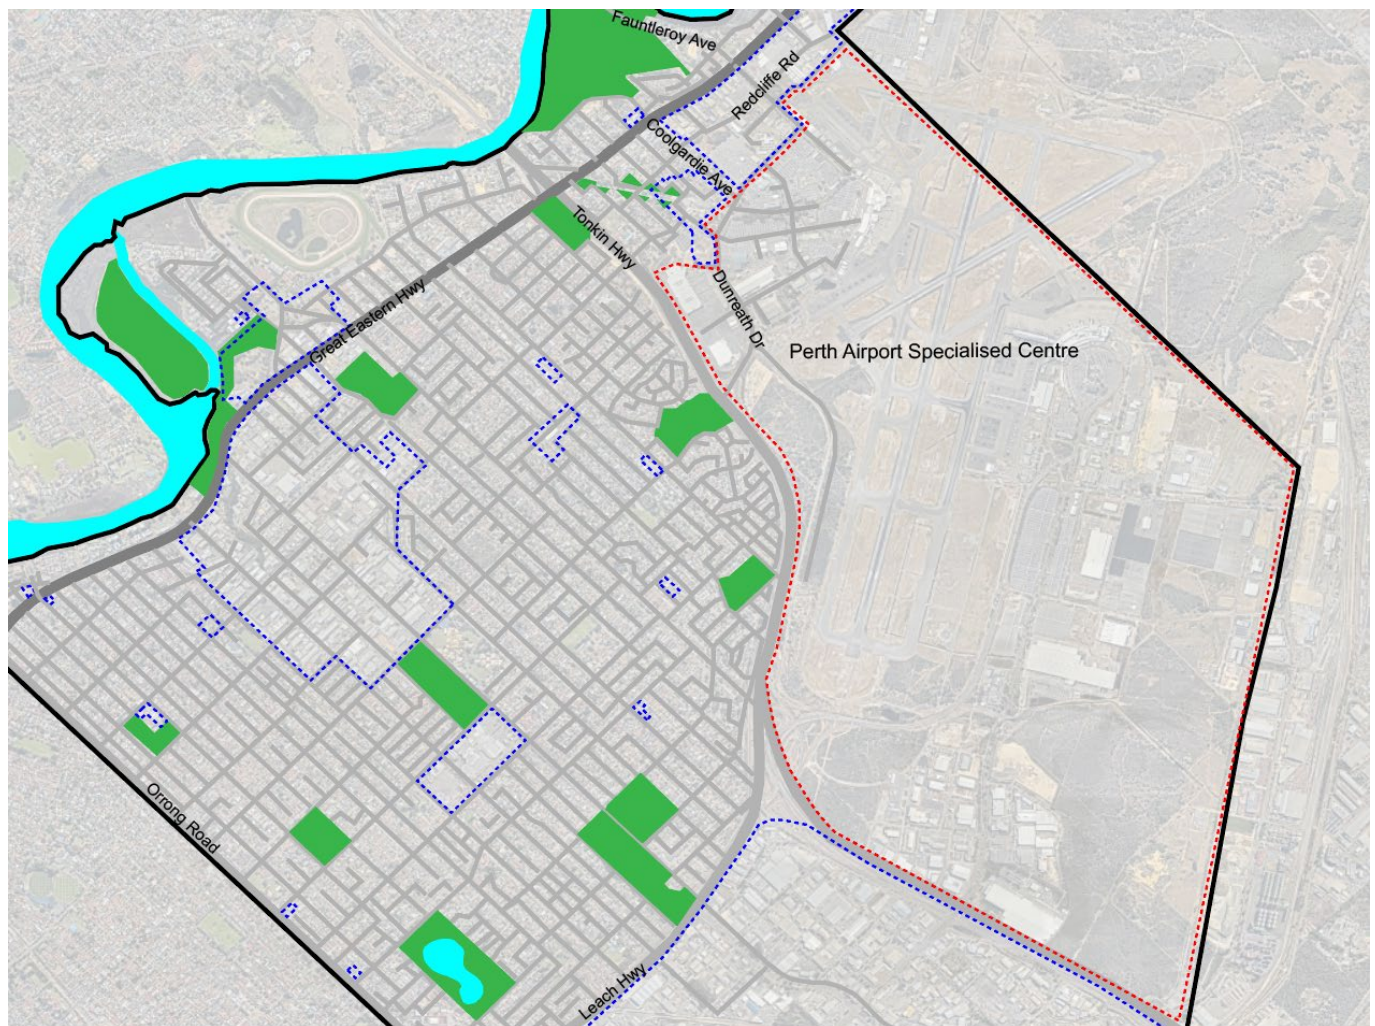 Fauntleroy Ave
Redcliffe Rd
Coolgardie Ave
Tonkin Hwy
Great Eastern Hwy
Dunreath Dr
Perth Airport Specialised Centre
Orrong Road
Leach Hwy